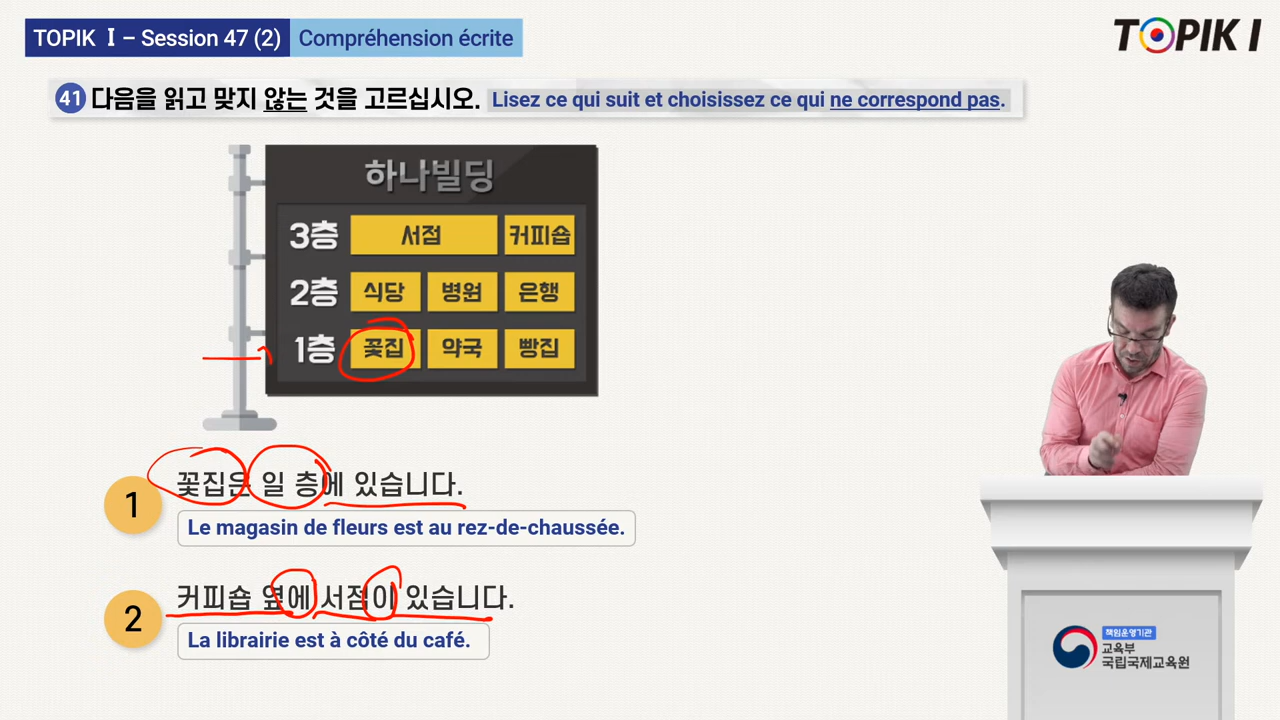 TOPIK Ⅰ – Session 47 (2) Compréhension écrite
TOPIK I
41 다음을 읽고 맞지 않는 것을 고르십시오. Lisez ce qui suit et choisissez ce qui ne correspond pas.
하나빌딩
3층 서점 커피숍
2층 식당 병원 은행
1층 꽃집 약국 빵집
1 꽃집은 일 층에 있습니다.
Le magasin de fleurs est au rez-de-chaussée.
2 커피숍 옆에 서점이 있습니다.
La librairie est à côté du café.
책임운영기관
교육부
국립국제교육원